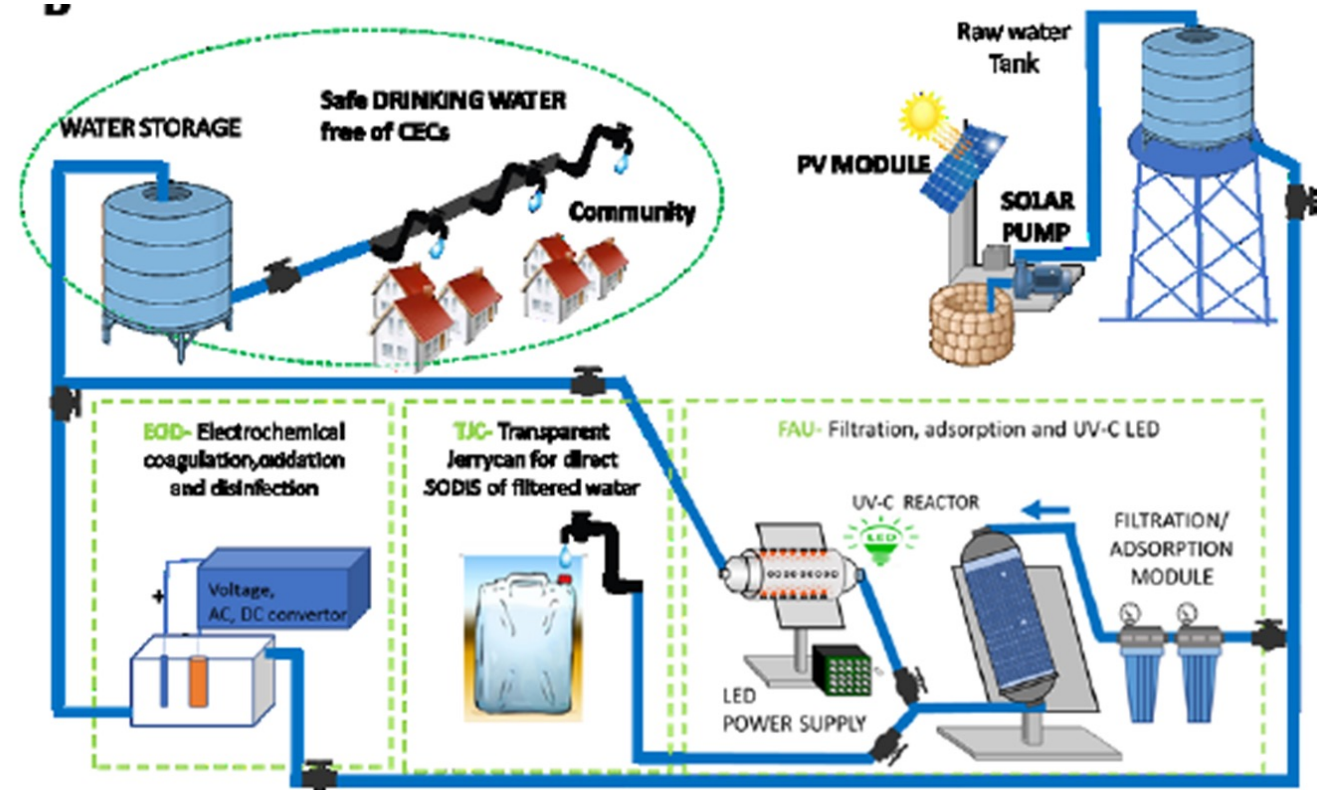 WATER STORAGE
Safe DRINKING WATER
free of CECs
Community
Raw water
Tank
PV MODULE
SOLAR
PUMP
ECID- Electrochemical
coagulation,oxidation
and disinfection
Voltage,
AC, DC convertor
+
TJC- Transparent
Jerrycan for direct
SODIS of filtered water
FAU- Filtration, adsorption and UV-C LED
UV-C REACTOR
LED
FILTRATION/
ADSORPTION
MODULE
LED
POWER SUPPLY